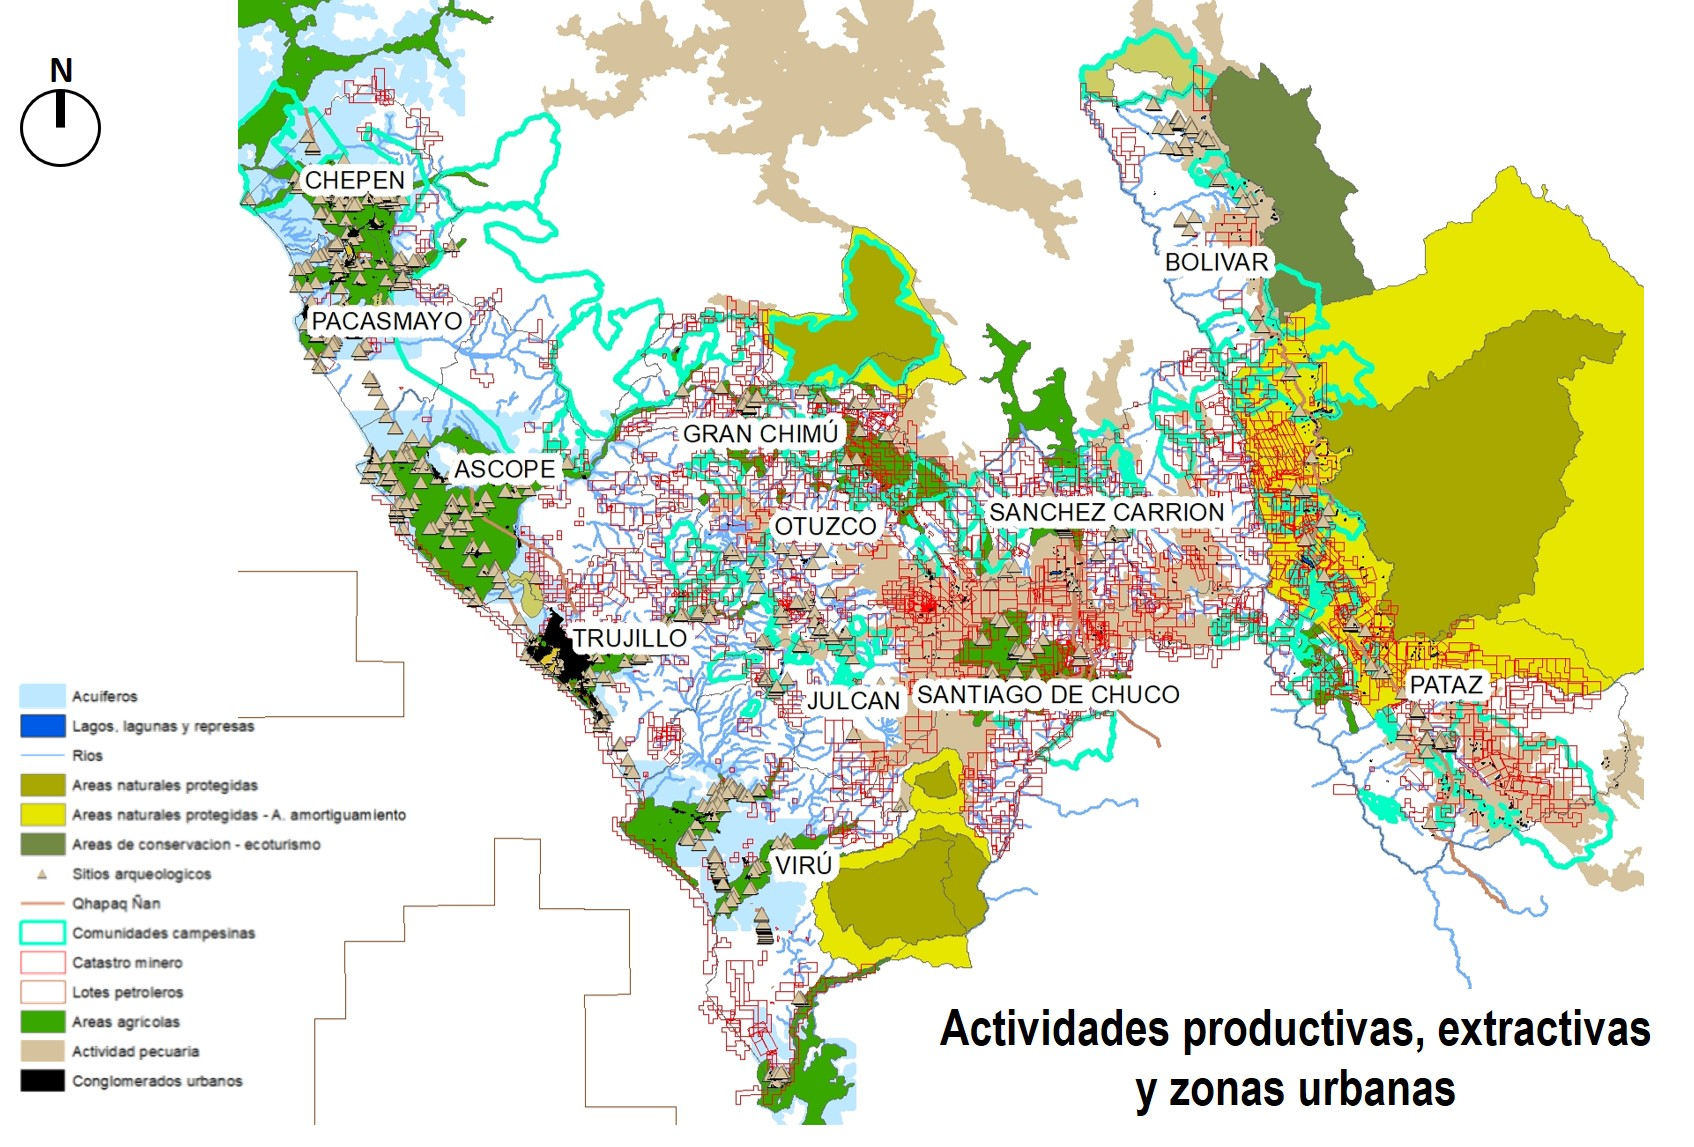 N
CHEPEN
BOLIVAR
PACASMAYO
GRAN CHIMÚ
ASCOPE
OTUZCO
SANCHEZ CARRION
TRUJILLO
JULCAN
SANTIAGO DE CHUCO
PATAZ
VIRÚ
Acuiferos
Lagos, lagunas y represas
Rios
Areas naturales protegidas
Areas naturales protegidas - A. amortiguamiento
Areas de conservacion - ecoturismo
Sitios arqueologicos
Qhapaq Ñan
Comunidades campesinas
Catastro minero
Lotes petroleros
Areas agricolas
Actividad pecuaria
Conglomerados urbanos
Actividades productivas, extractivas
y zonas urbanas